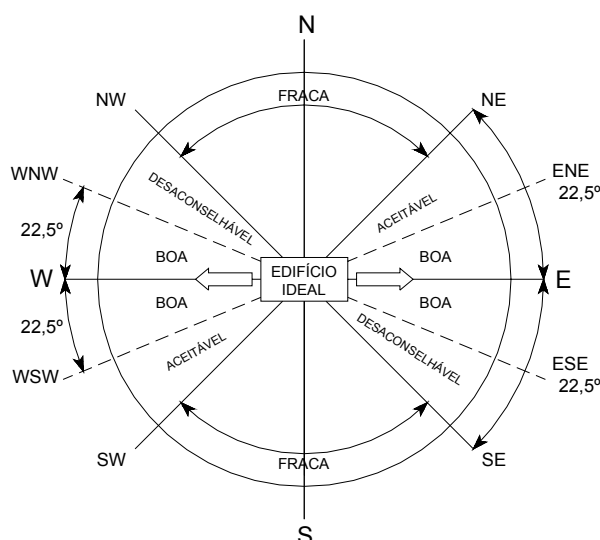 N
FRACA
NW
NE
WNW
ENE
22,5º
DESACONSELHÁVEL
ACEITÁVEL
22,5º
BOA
BOA
W
EDIFÍCIO
IDEAL
E
BOA
BOA
22,5º
ACEITÁVEL
DESACONSELHÁVEL
WSW
ESE
22,5º
SW
FRACA
SE
S